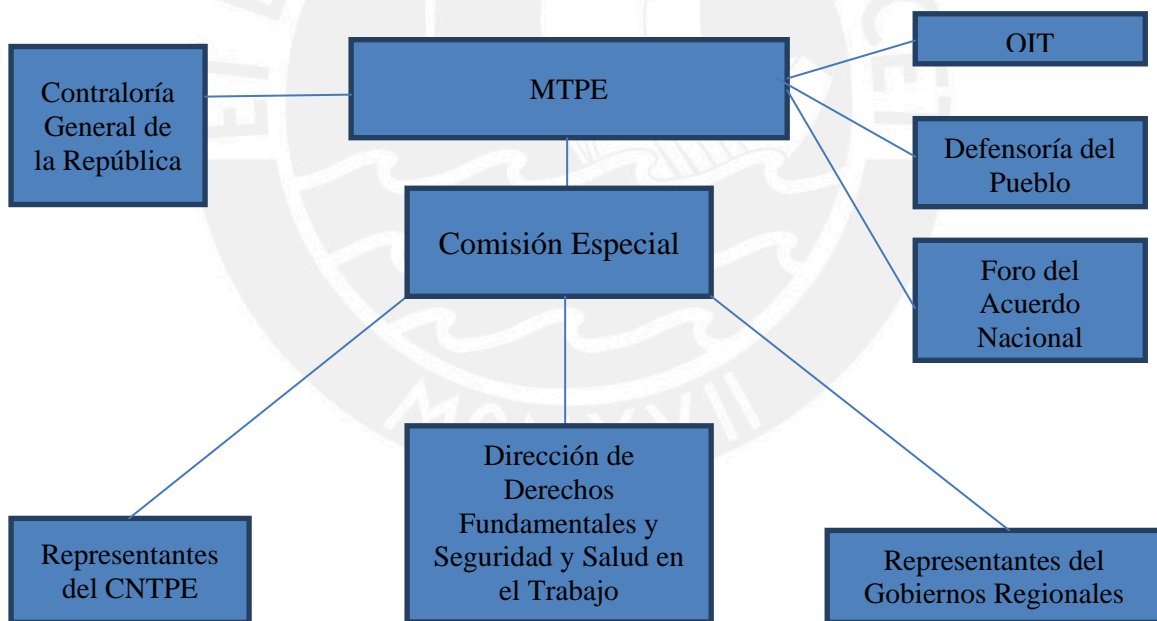 OIT
MTPE
Contraloría
General de
la República
Defensoría del
Pueblo
Comisión Especial
Foro del
Acuerdo
Nacional
Dirección de
Derechos
Fundamentales y
Seguridad y Salud en
el Trabajo
Representantes
del CNTPE
Representantes del
Gobiernos Regionales